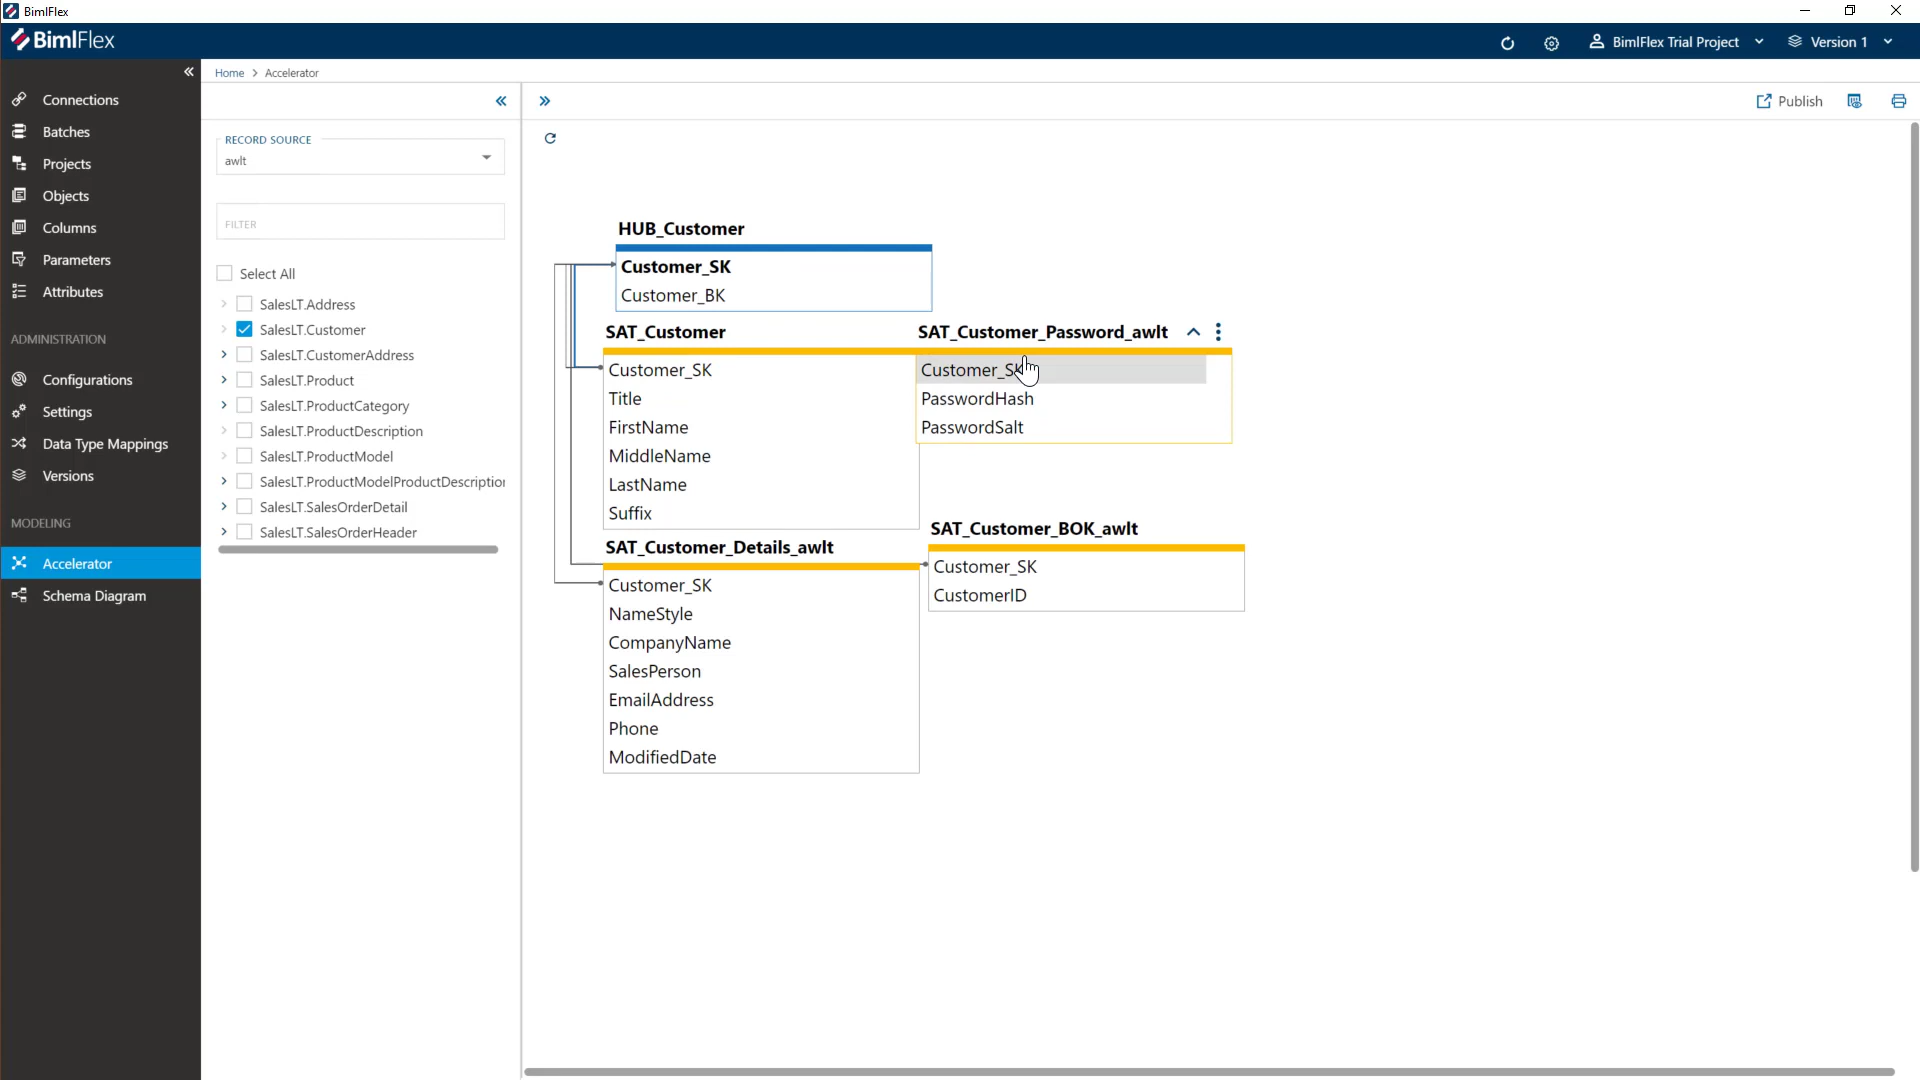 BimlFlex
BimlFlex
BimlFlex Trial Project
Version 1
Connections
Batches
Projects
Objects
Columns
Parameters
Attributes
ADMINISTRATION
Configurations
Settings
Data Type Mappings
Versions
MODELING
Accelerator
Schema Diagram
Home > Accelerator
RECORD SOURCE
awlt
FILTER
Select All
SalesLT.Address
SalesLT.Customer
SalesLT.CustomerAddress
SalesLT.Product
SalesLT.ProductCategory
SalesLT.ProductDescription
SalesLT.ProductModel
SalesLT.ProductModelProductDescription
SalesLT.SalesOrderDetail
SalesLT.SalesOrderHeader
Publish
HUB_Customer
Customer_SK
Customer_BK
SAT_Customer
Customer_SK
Title
FirstName
MiddleName
LastName
Suffix
SAT_Customer_Password_awlt
Customer_SK
PasswordHash
PasswordSalt
SAT_Customer_Details_awlt
Customer_SK
NameStyle
CompanyName
SalesPerson
EmailAddress
Phone
ModifiedDate
SAT_Customer_BOK_awlt
Customer_SK
CustomerID